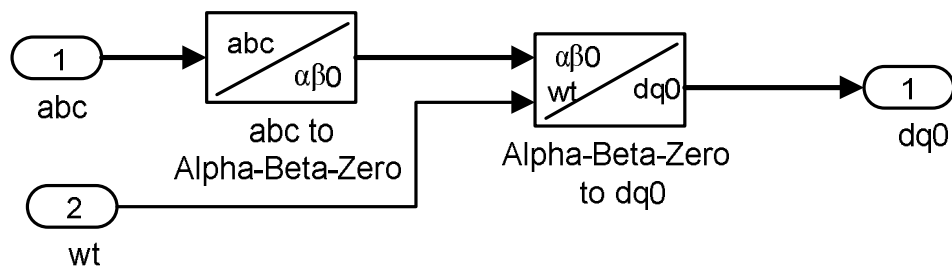 1
abc
abc
αβ0
abc to
Alpha-Beta-Zero
αβ0
wt
dq0
Alpha-Beta-Zero
to dq0
1
dq0
2
wt